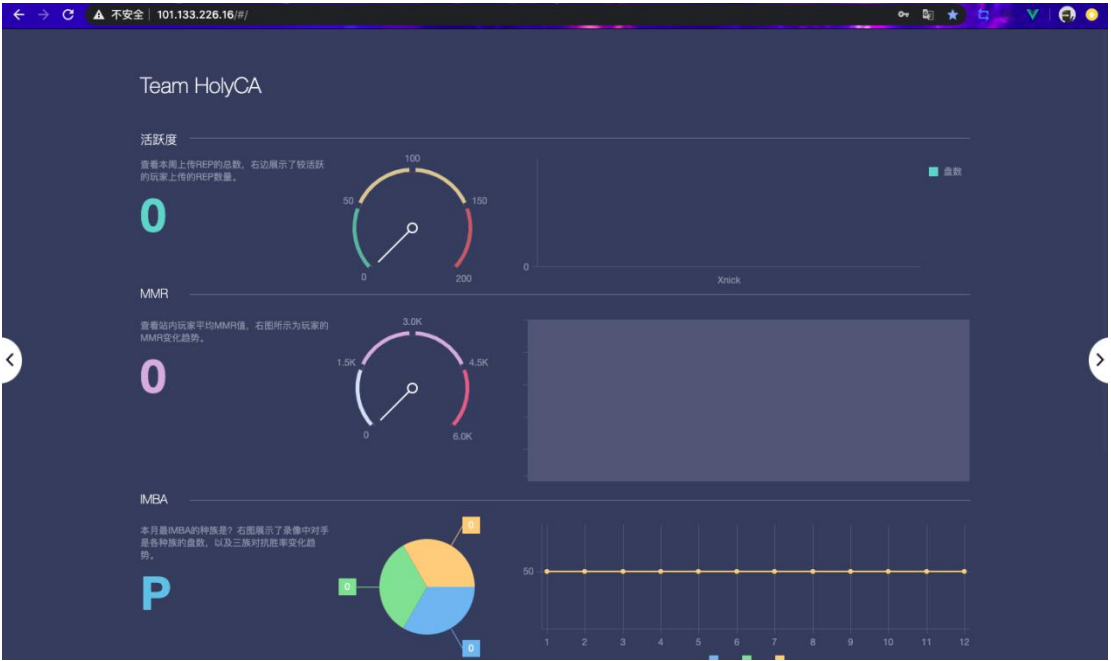 不安全 101.133.226.16/#/
Team HolyCA
活跃度
查看本周上传REP的总数，右边展示了较活跃
的玩家上传的REP数量。
0
100
50
150
0
200
盘数
0
Xnick
MMR
查看站内玩家平均MMR值，右图所示为玩家的
MMR变化趋势。
0
3.0K
1.5K
4.5K
0
6.0K
IMBA
本月最IMBA的种族是？右图展示了录像中对手
是各种族的盘数，以及三族对抗胜率变化趋
势。
P
0
0
0
50
1 2 3 4 5 6 7 8 9 10 11 12